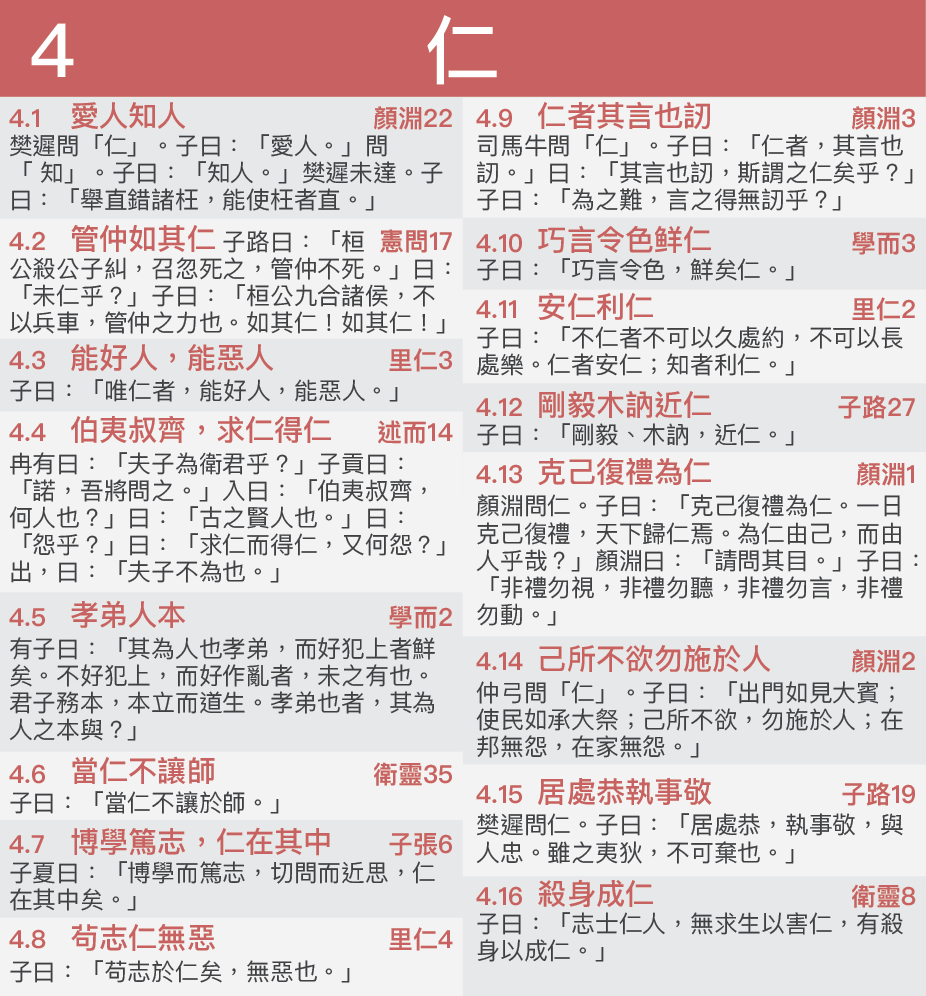 4 仁
4.1 愛人知人 顏淵22
樊遲問「仁」。子曰：「愛人。」問
「 知」。子曰：「知人。」樊遲未達。子
曰：「舉直錯諸枉，能使枉者直。」
4.2 管仲如其仁 子路曰：「桓 憲問17
公殺公子糾，召忽死之，管仲不死。」曰：
「未仁乎？」子曰：「桓公九合諸侯，不
以兵車，管仲之力也。如其仁！如其仁！」
4.3 能好人，能惡人 里仁3
子曰：「唯仁者，能好人，能惡人。」
4.4 伯夷叔齊，求仁得仁 述而14
冉有曰：「夫子為衛君乎？」子貢曰：
「諾，吾將問之。」入曰：「伯夷叔齊，
何人也？」曰：「古之賢人也。」曰：
「怨乎？」曰：「求仁而得仁，又何怨？」
出，曰：「夫子不為也。」
4.5 孝弟人本 學而2
有子曰：「其為人也孝弟，而好犯上者鮮
矣。不好犯上，而好作亂者，未之有也。
君子務本，本立而道生。孝弟也者，其為
人之本與？」
4.6 當仁不讓師 衛靈35
子曰：「當仁不讓於師。」
4.7 博學篤志，仁在其中 子張6
子夏曰：「博學而篤志，切問而近思，仁
在其中矣。」
4.8 茍志仁無惡 里仁4
子曰：「茍志於仁矣，無惡也。」
4.9 仁者其言也訒 顏淵3
司馬牛問「仁」。子曰：「仁者，其言也
訒。」曰：「其言也訒，斯謂之仁矣乎？」
子曰：「為之難，言之得無訒乎？」
4.10 巧言令色鮮仁 學而3
子曰：「巧言令色，鮮矣仁。」
4.11 安仁利仁 里仁2
子曰：「不仁者不可以久處約，不可以長
處樂。仁者安仁；知者利仁。」
4.12 剛毅木訥近仁 子路27
子曰：「剛毅、木訥，近仁。」
4.13 克己復禮為仁 顏淵1
顏淵問仁。子曰：「克己復禮為仁。一日
克己復禮，天下歸仁焉。為仁由己，而由
人乎哉？」顏淵曰：「請問其目。」子曰：
「非禮勿視，非禮勿聽，非禮勿言，非禮
勿動。」
4.14 己所不欲勿施於人 顏淵2
仲弓問「仁」。子曰：「出門如見大賓；
使民如承大祭；己所不欲，勿施於人；在
邦無怨，在家無怨。」
4.15 居處恭執事敬 子路19
樊遲問仁。子曰：「居處恭，執事敬，與
人忠。雖之夷狄，不可棄也。」
4.16 殺身成仁 衛靈8
子曰：「志士仁人，無求生以害仁，有殺
身以成仁。」